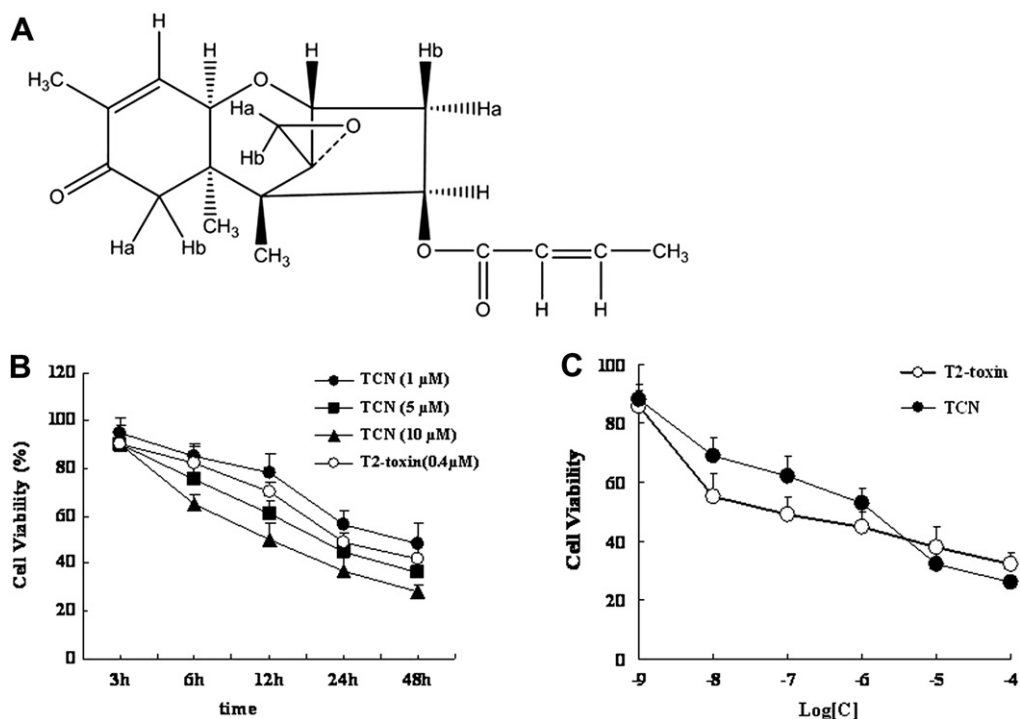 A
H
H
H
Hb
H₃C
O
Ha
O
Ha
Hb
O
H
CH₃
CH₃
Ha
Hb
O
C
C
C
CH₃
O
H
H
B
120
100
80
60
40
20
0
Cell Viability (%)
TCN (1 µM)
TCN (5 µM)
TCN (10 µM)
T2-toxin(0.4µM)
3h
6h
12h
24h
48h
time
C
100
80
60
40
20
0
Cell Viability
T2-toxin
TCN
-9
-8
-7
-6
-5
-4
Log[C]